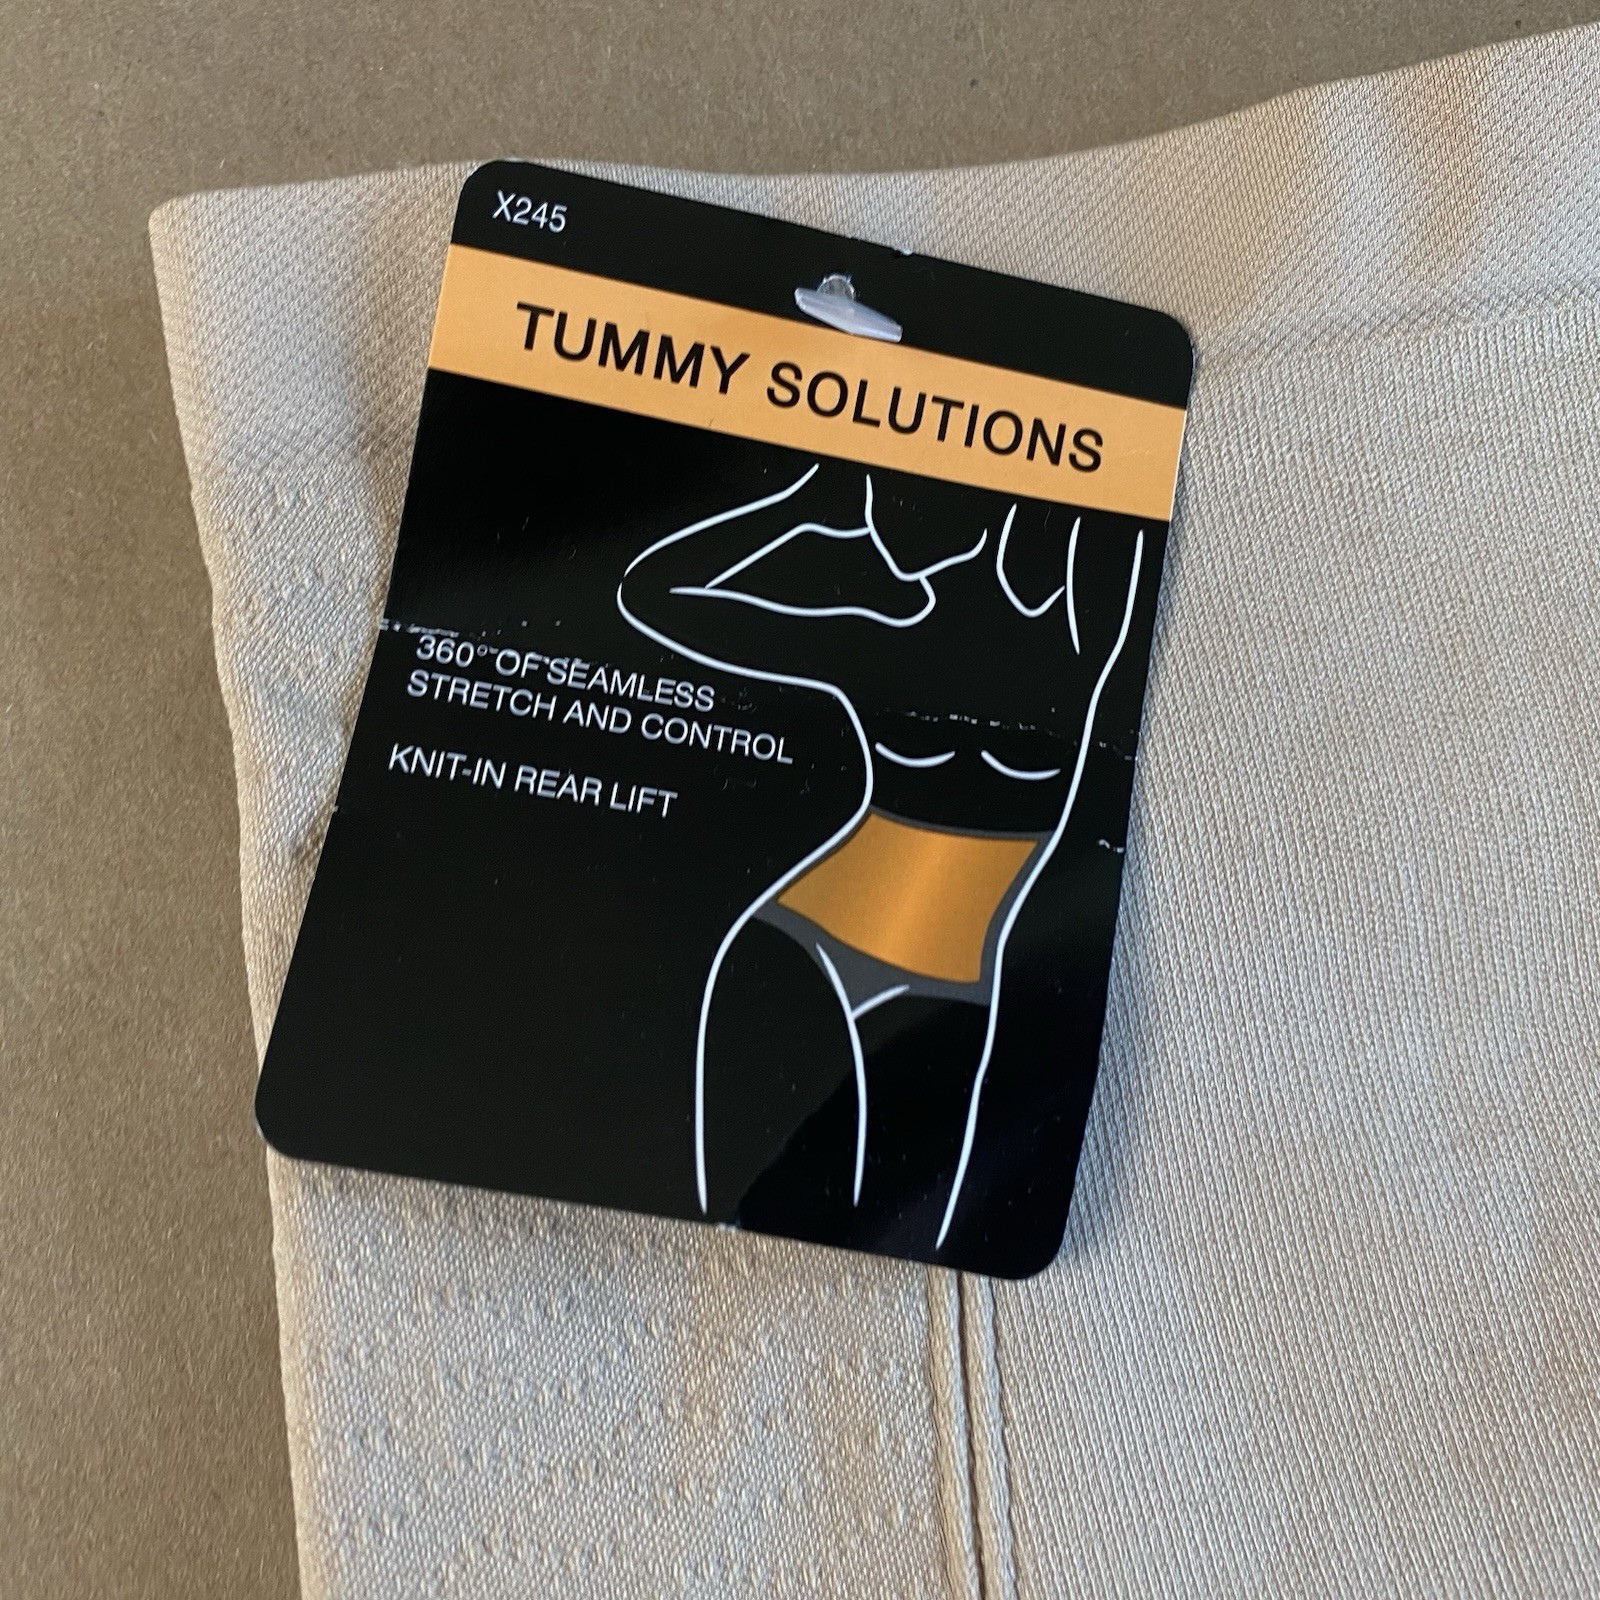 X245
TUMMY SOLUTIONS
360° OF SEAMLESS
STRETCH AND CONTROL
KNIT-IN REAR LIFT